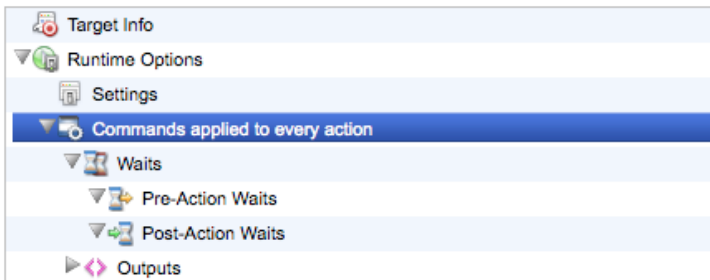 Target Info
Runtime Options
Settings
Commands applied to every action
Waits
Pre-Action Waits
Post-Action Waits
Outputs